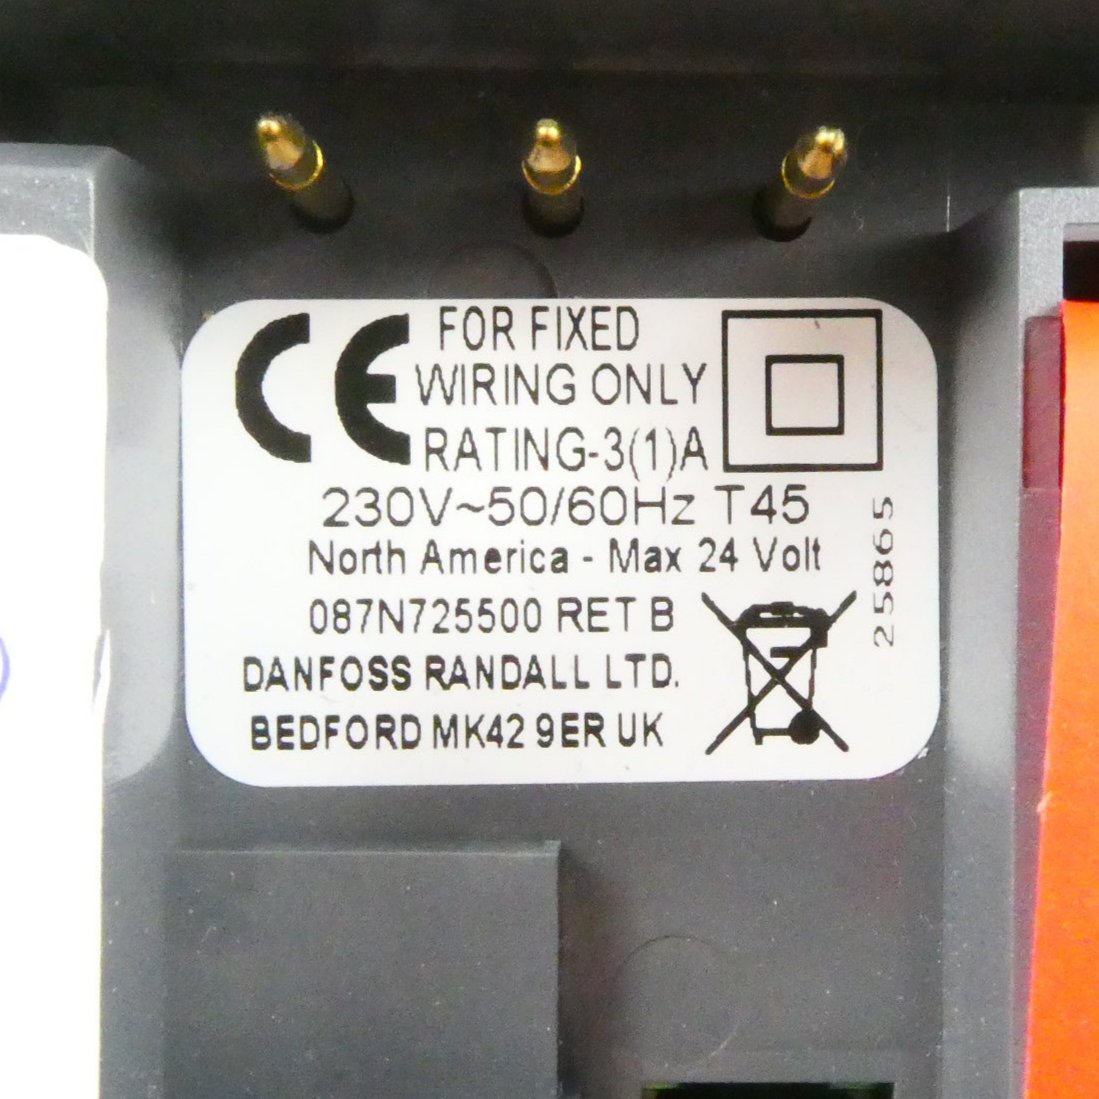 CE
FOR FIXED
WIRING ONLY
RATING-3(1)A
230V~50/60Hz T45
North America - Max 24 Volt
087N725500 RET B
DANFOSS RANDALL LTD.
BEDFORD MK42 9ER UK
25865